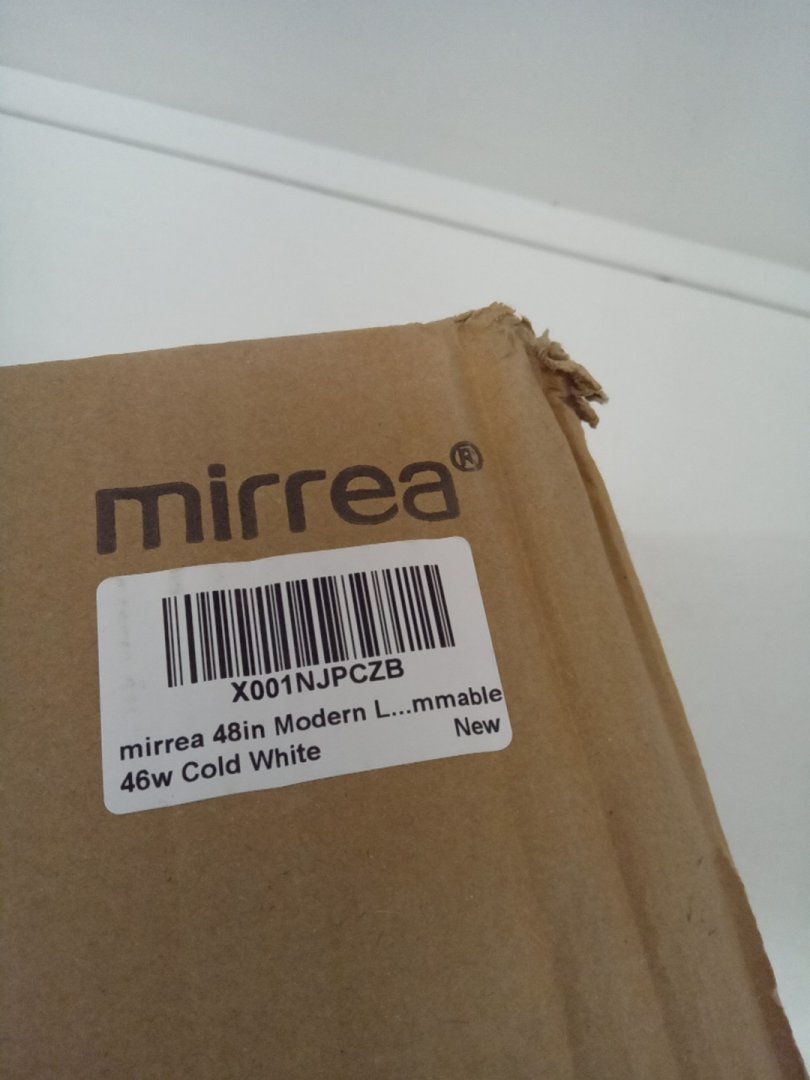 mirrea®
X001NJPCZB
mirrea 48in Modern L...mmable
46w Cold White
New